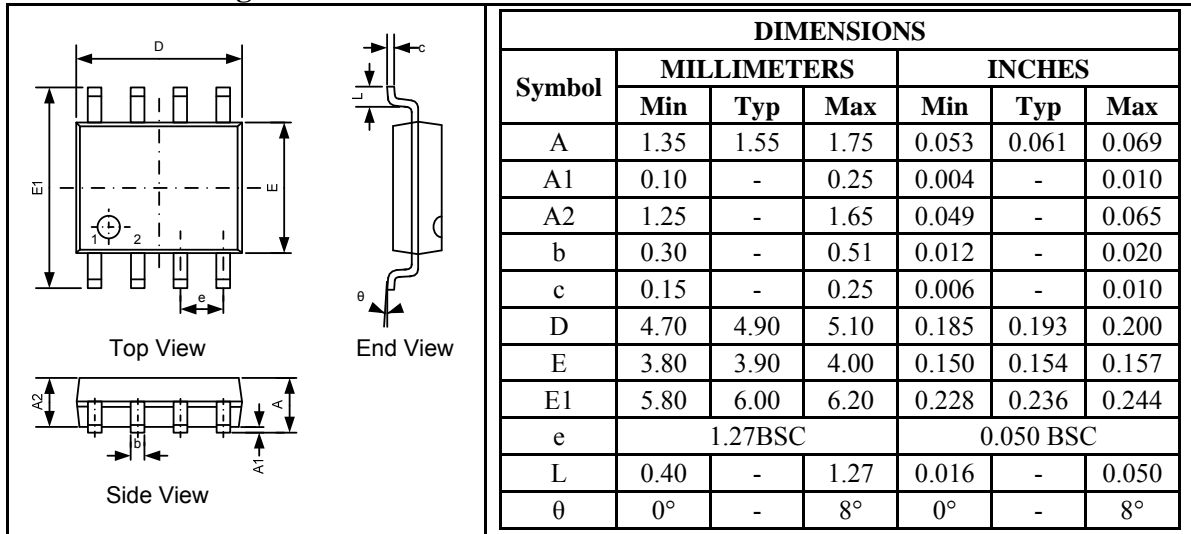 D
c
L
E1
E
1 2
e
θ
Top View
End View
A2
A
b
A1
Side View
DIMENSIONS
Symbol MILLIMETERS INCHES
Min Typ Max Min Typ Max
A 1.35 1.55 1.75 0.053 0.061 0.069
A1 0.10 - 0.25 0.004 - 0.010
A2 1.25 - 1.65 0.049 - 0.065
b 0.30 - 0.51 0.012 - 0.020
c 0.15 - 0.25 0.006 - 0.010
D 4.70 4.90 5.10 0.185 0.193 0.200
E 3.80 3.90 4.00 0.150 0.154 0.157
E1 5.80 6.00 6.20 0.228 0.236 0.244
e 1.27BSC 0.050 BSC
L 0.40 - 1.27 0.016 - 0.050
θ 0° - 8° 0° - 8°